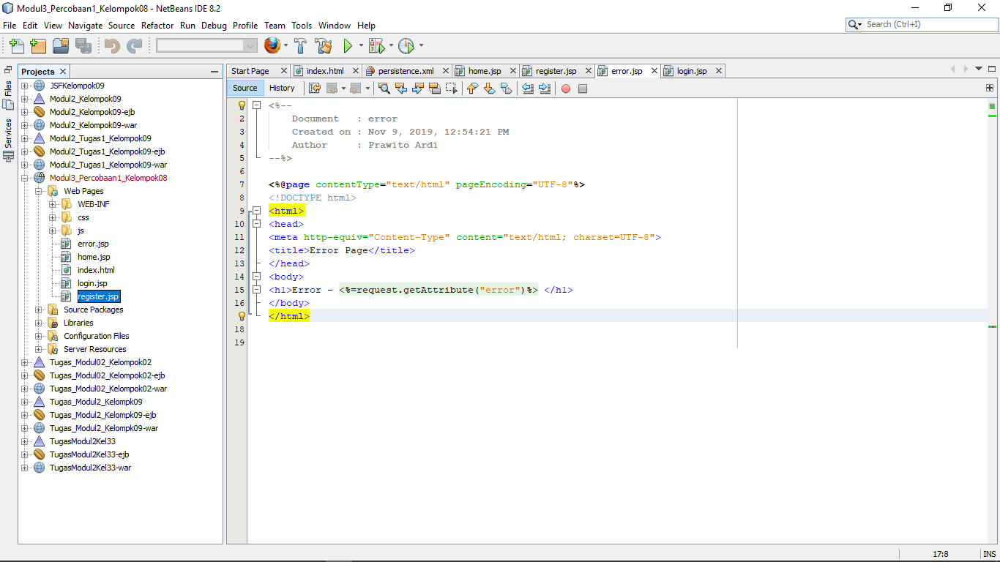 Modul3_Percobaan1_Kelompok08 - NetBeans IDE 8.2
File Edit View Navigate Source Refactor Run Debug Profile Team Tools Window Help
Search (Ctrl+I)
Files
Services
Projects
JSFKelompok09
Modul2_Kelompok09
Modul2_Kelompok09-ejb
Modul2_Kelompok09-war
Modul2_Tugas1_Kelompok09
Modul2_Tugas1_Kelompok09-ejb
Modul2_Tugas1_Kelompok09-war
Modul3_Percobaan1_Kelompok08
Web Pages
WEB-INF
css
js
error.jsp
home.jsp
index.html
login.jsp
register.jsp
Source Packages
Libraries
Configuration Files
Server Resources
Tugas_Modul02_Kelompok02
Tugas_Modul02_Kelompok02-ejb
Tugas_Modul02_Kelompok02-war
Tugas_Modul2_Kelompk09
Tugas_Modul2_Kelompk09-ejb
Tugas_Modul2_Kelompk09-war
TugasModul2Kel33
TugasModul2Kel33-ejb
TugasModul2Kel33-war
Start Page index.html persistence.xml home.jsp register.jsp error.jsp login.jsp
Source History
<%--
2 Document : error
3 Created on : Nov 9, 2019, 12:54:21 PM
4 Author : Prawito Ardi
5 --%>
6
7 <%@page contentType="text/html" pageEncoding="UTF-8"%>
8 <!DOCTYPE html>
9 <html>
10 <head>
11 <meta http-equiv="Content-Type" content="text/html; charset=UTF-8">
12 <title>Error Page</title>
13 </head>
14 <body>
15 <h1>Error - <%=request.getAttribute("error")%> </h1>
16 </body>
</html>
18
19
17:8 INS